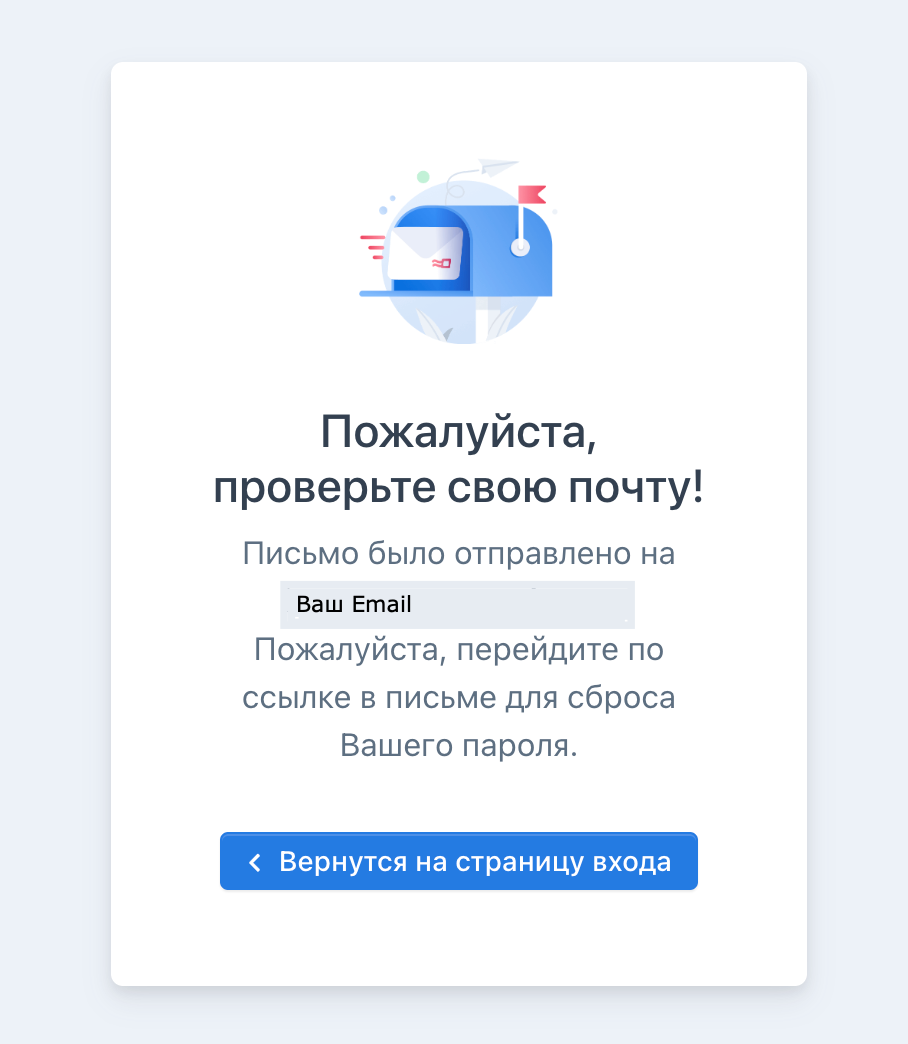 Пожалуйста,
проверьте свою почту!
Письмо было отправлено на
Ваш Email
Пожалуйста, перейдите по
ссылке в письме для сброса
Вашего пароля.
Вернутся на страницу входа